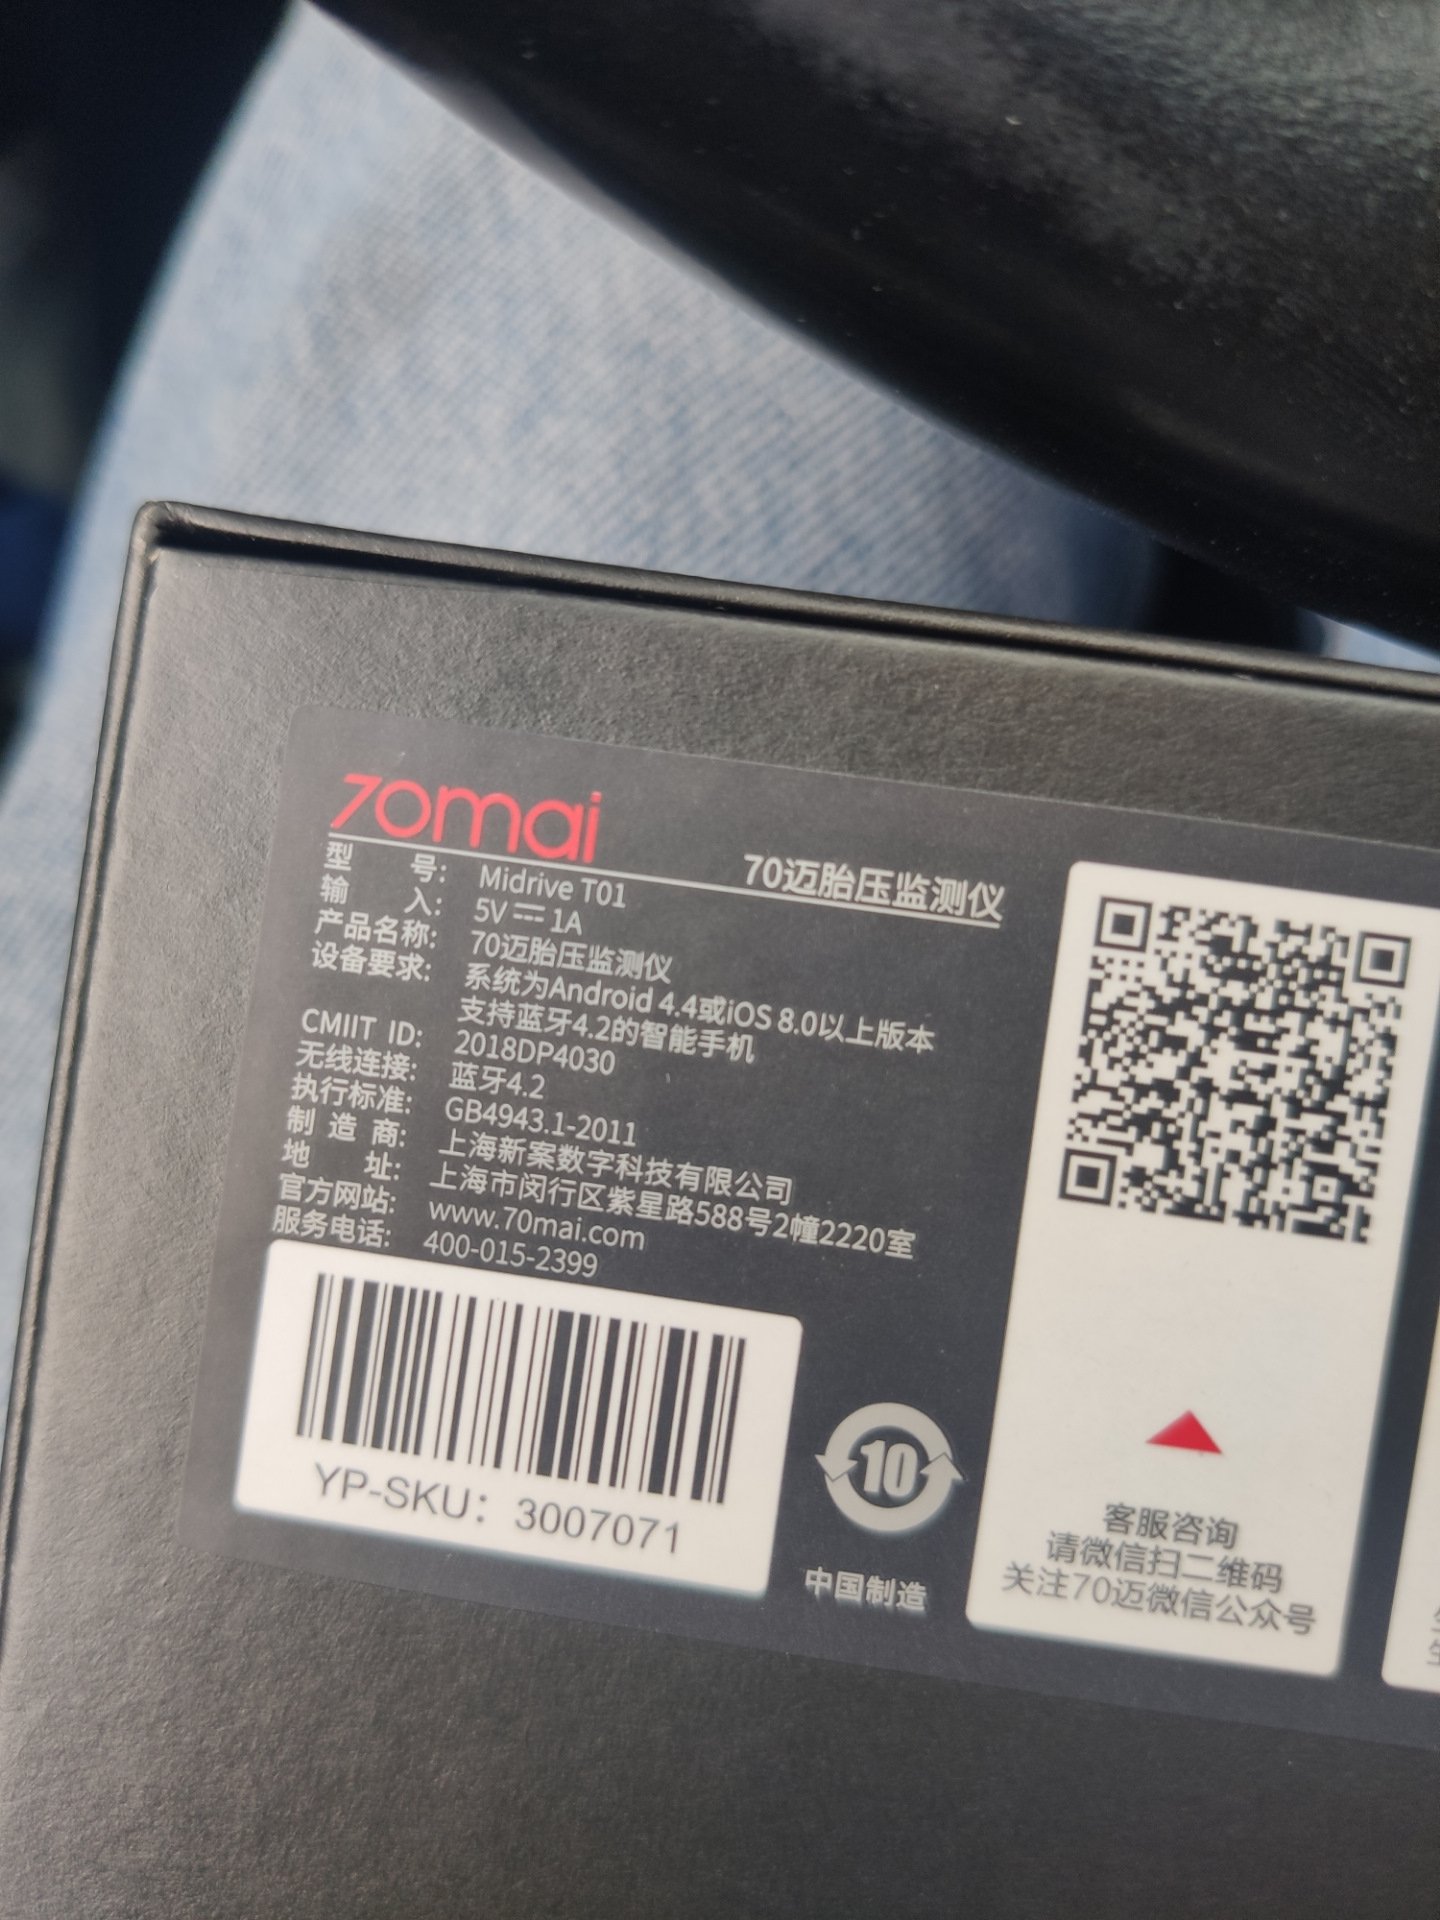 70mai
70迈胎压监测仪
型号: Midrive T01
输入: 5V ⎓ 1A
产品名称: 70迈胎压监测仪
设备要求: 系统为Android 4.4或iOS 8.0以上版本
支持蓝牙4.2的智能手机
CMIIT ID: 2018DP4030
无线连接: 蓝牙4.2
执行标准: GB4943.1-2011
制造商: 上海新案数字科技有限公司
地址: 上海市闵行区紫星路588号2幢2220室
官方网站: www.70mai.com
服务电话: 400-015-2399
YP-SKU: 3007071
10
中国制造
客服咨询
请微信扫二维码
关注70迈微信公众号